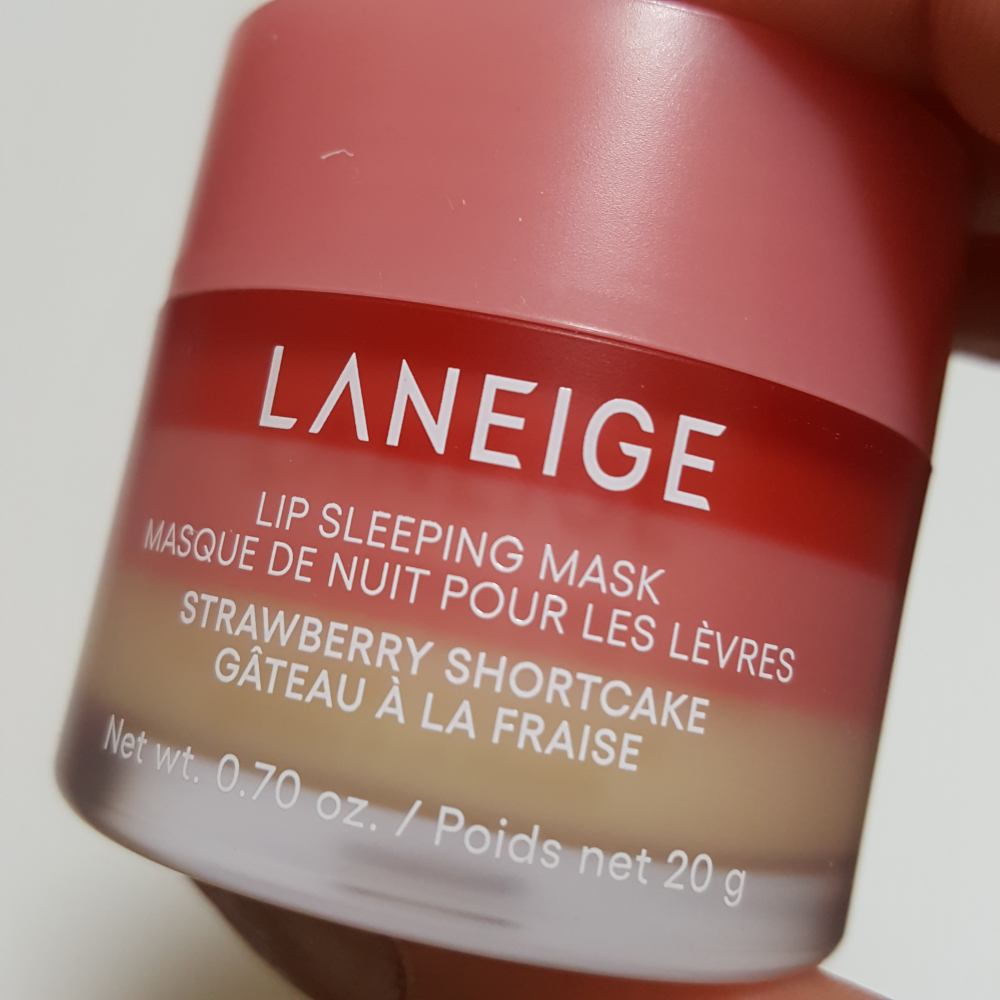 LANEIGE
LIP SLEEPING MASK
MASQUE DE NUIT POUR LES LÈVRES
STRAWBERRY SHORTCAKE
GÂTEAU À LA FRAISE
Net wt. 0.70 oz. / Poids net 20 g